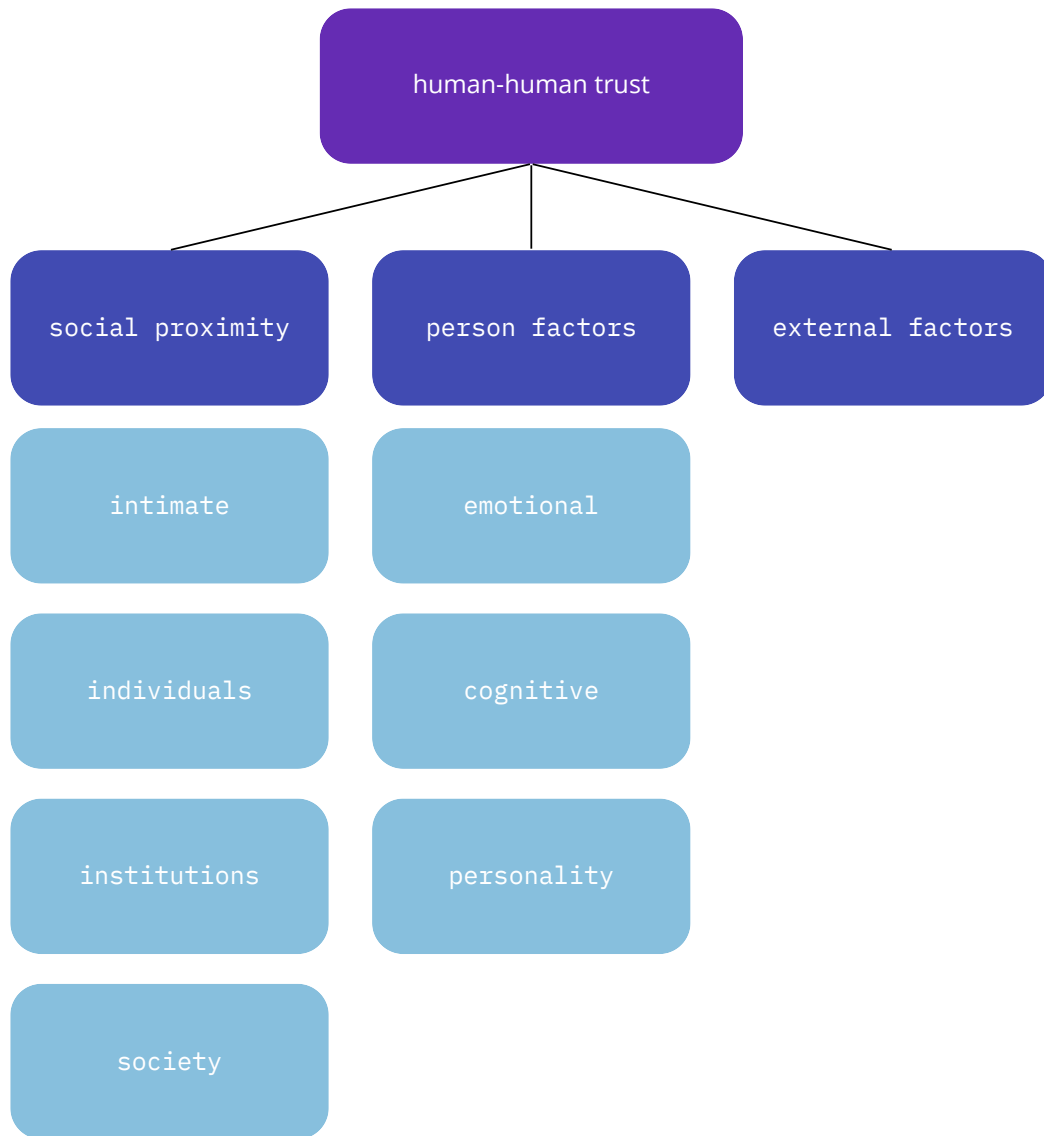 human-human trust
social proximity
person factors
external factors
intimate
emotional
individuals
cognitive
institutions
personality
society